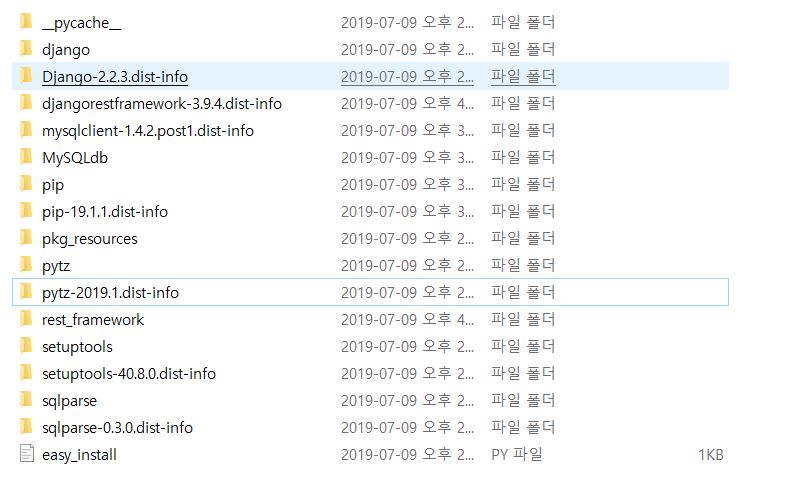 __pycache__ 2019-07-09 오후 2... 파일 폴더
django 2019-07-09 오후 2... 파일 폴더
Django-2.2.3.dist-info 2019-07-09 오후 2... 파일 폴더
djangorestframework-3.9.4.dist-info 2019-07-09 오후 4... 파일 폴더
mysqlclient-1.4.2.post1.dist-info 2019-07-09 오후 3... 파일 폴더
MySQLdb 2019-07-09 오후 3... 파일 폴더
pip 2019-07-09 오후 3... 파일 폴더
pip-19.1.1.dist-info 2019-07-09 오후 3... 파일 폴더
pkg_resources 2019-07-09 오후 2... 파일 폴더
pytz 2019-07-09 오후 2... 파일 폴더
pytz-2019.1.dist-info 2019-07-09 오후 2... 파일 폴더
rest_framework 2019-07-09 오후 4... 파일 폴더
setuptools 2019-07-09 오후 2... 파일 폴더
setuptools-40.8.0.dist-info 2019-07-09 오후 2... 파일 폴더
sqlparse 2019-07-09 오후 2... 파일 폴더
sqlparse-0.3.0.dist-info 2019-07-09 오후 2... 파일 폴더
easy_install 2019-07-09 오후 2... PY 파일 1KB